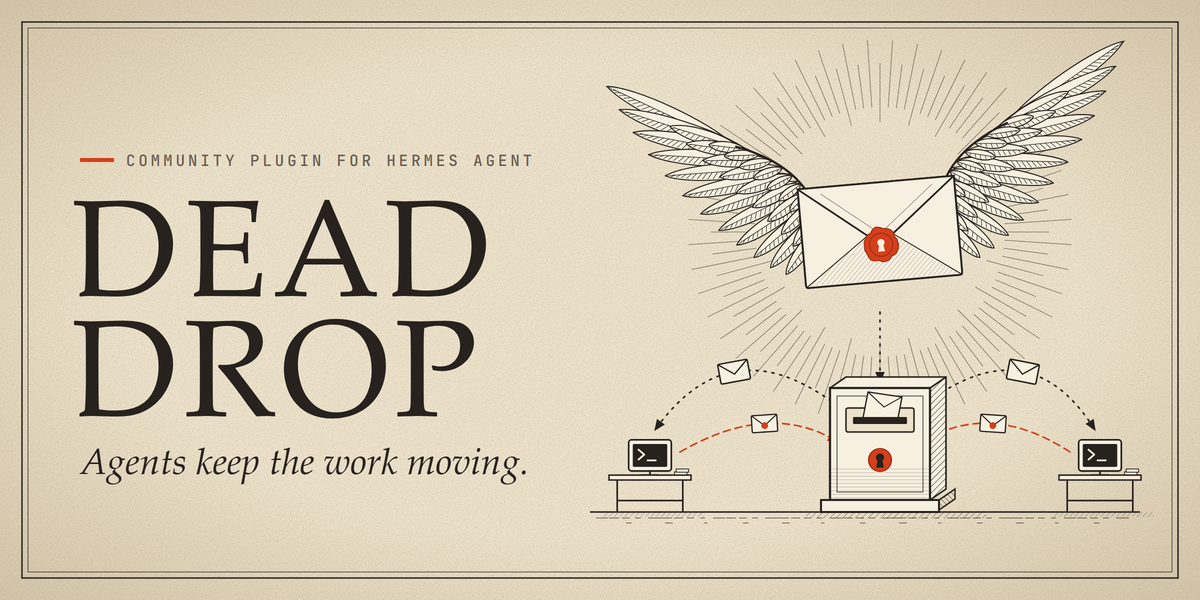 COMMUNITY PLUGIN FOR HERMES AGENT
DEAD
DROP
Agents keep the work moving.
>_
>_